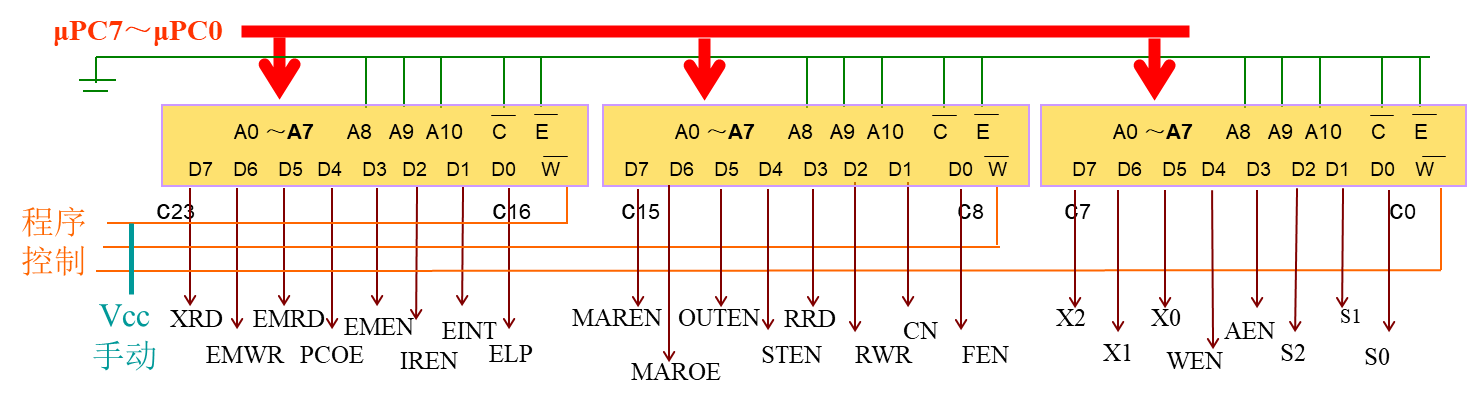 μPC7～μPC0
A0 ～A7 A8 A9 A10 C E
D7 D6 D5 D4 D3 D2 D1 D0 W
A0 ～A7 A8 A9 A10 C E
D7 D6 D5 D4 D3 D2 D1 D0 W
A0 ～A7 A8 A9 A10 C E
D7 D6 D5 D4 D3 D2 D1 D0 W
C23 C16 C15 C8 C7 C0
程序
控制
Vcc
手动
XRD EMRD EMEN EINT
EMWR PCOE IREN ELP
MAREN OUTEN RRD CN
MAROE STEN RWR FEN
X2 X0 AEN S1
X1 WEN S2 S0